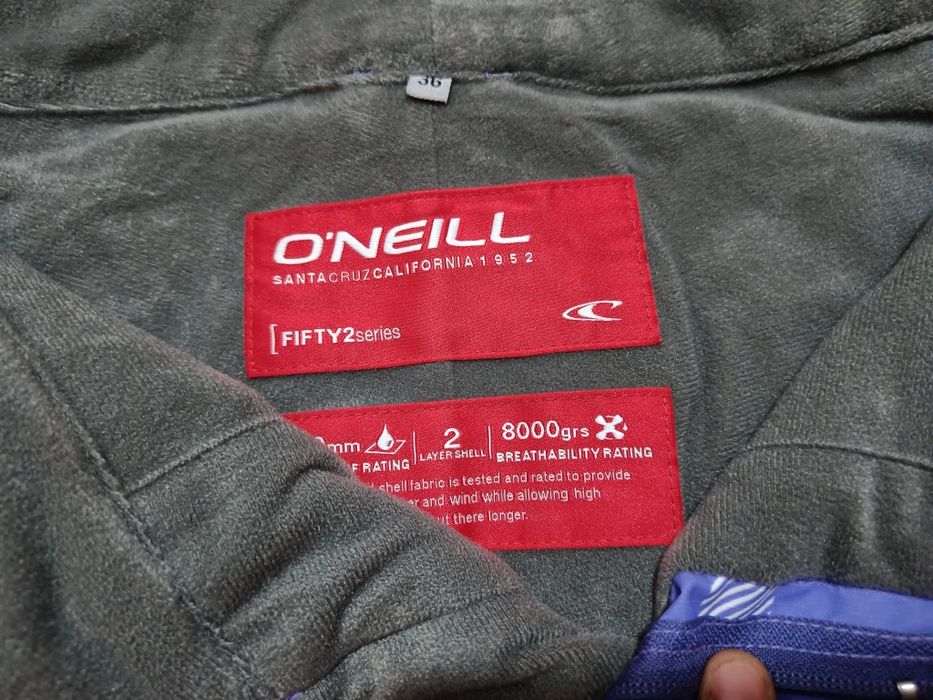 36
O'NEILL
SANTACRUZCALIFORNIA1952
[FIFTY2series
mm
2
8000grs
RATING
LAYER SHELL
BREATHABILITY RATING
shell fabric is tested and rated to provide
and wind while allowing high
there longer.